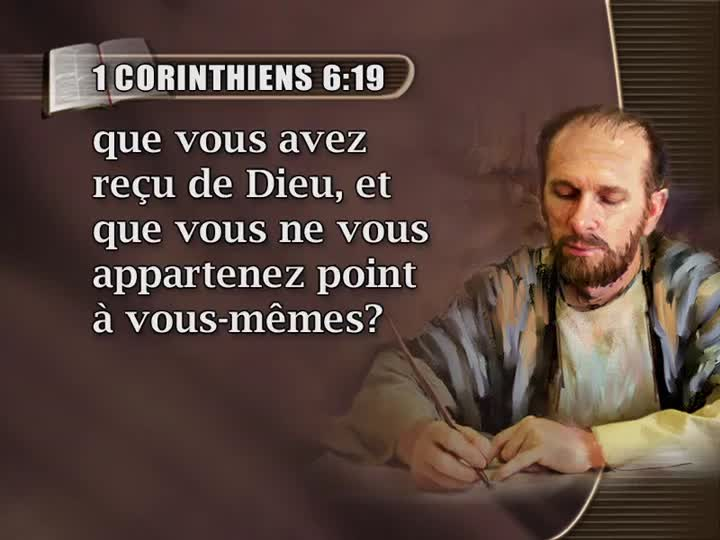 1 CORINTHIENS 6:19
que vous avez
reçu de Dieu, et
que vous ne vous
appartenez point
à vous-mêmes?